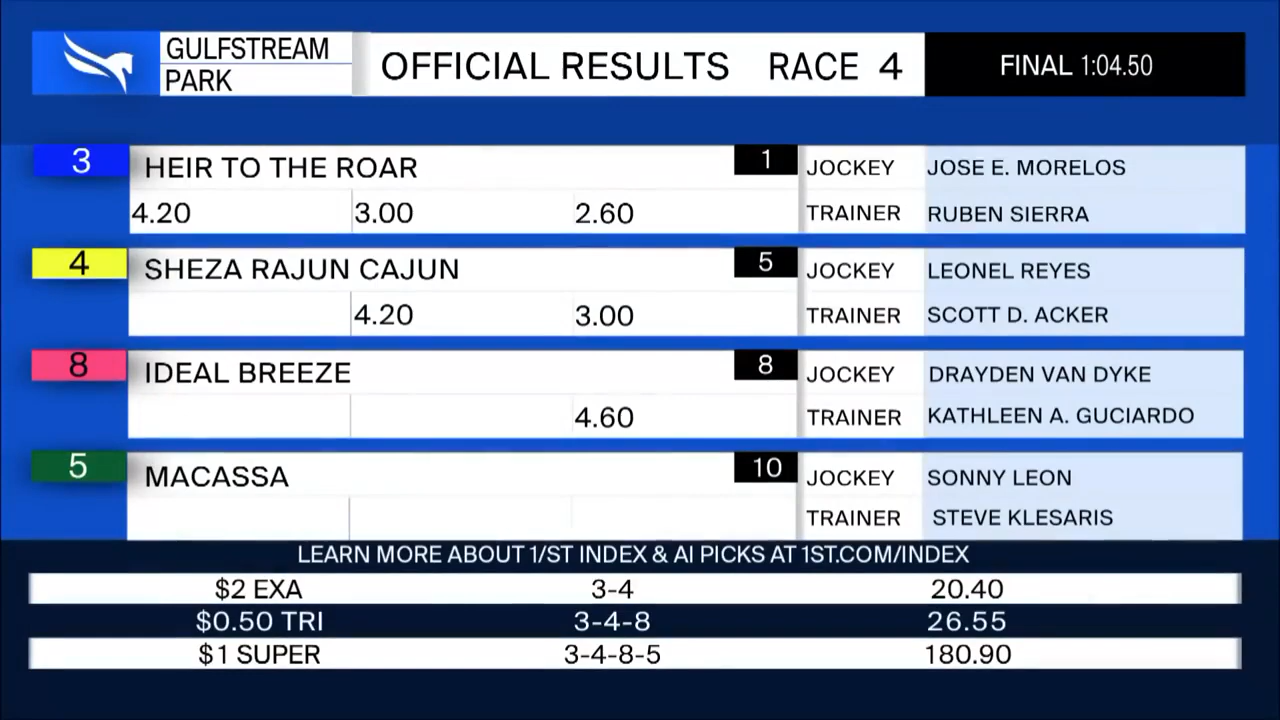 GULFSTREAM
PARK
OFFICIAL RESULTS RACE 4
FINAL 1:04.50
3 HEIR TO THE ROAR 1 JOCKEY JOSE E. MORELOS
4.20 3.00 2.60 TRAINER RUBEN SIERRA
4 SHEZA RAJUN CAJUN 5 JOCKEY LEONEL REYES
4.20 3.00 TRAINER SCOTT D. ACKER
8 IDEAL BREEZE 8 JOCKEY DRAYDEN VAN DYKE
4.60 TRAINER KATHLEEN A. GUCIARDO
5 MACASSA 10 JOCKEY SONNY LEON
TRAINER STEVE KLESARIS
LEARN MORE ABOUT 1/ST INDEX & AI PICKS AT 1ST.COM/INDEX
$2 EXA 3-4 20.40
$0.50 TRI 3-4-8 26.55
$1 SUPER 3-4-8-5 180.90